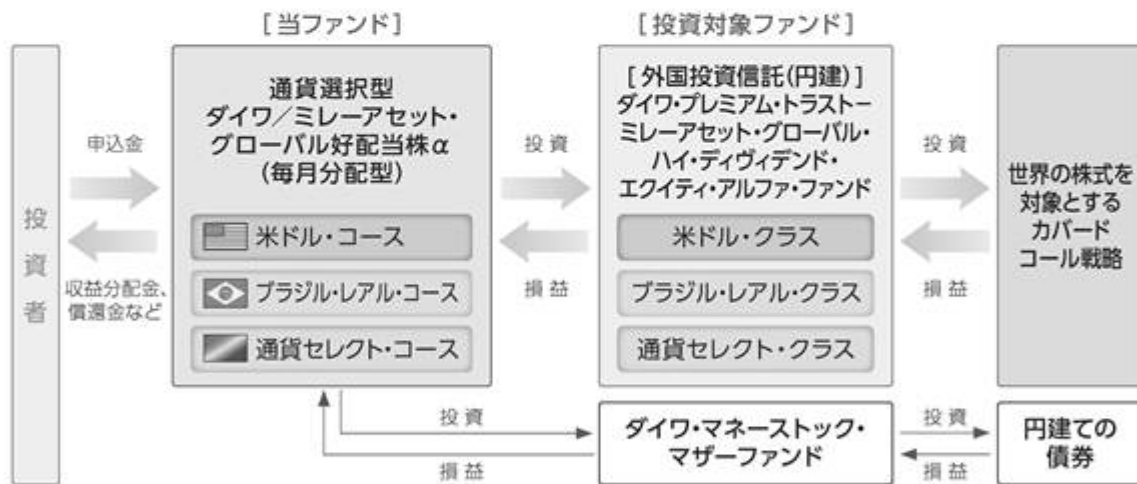 [当ファンド]
[投資対象ファンド]
投資者
申込金
収益分配金、
償還金など
通貨選択型
ダイワ／ミレーアセット・
グローバル好配当株α
（毎月分配型）
米ドル・コース
ブラジル・レアル・コース
通貨セレクト・コース
投資
損益
[外国投資信託(円建)]
ダイワ・プレミアム・トラスト－
ミレーアセット・グローバル・
ハイ・ディヴィデンド・
エクイティ・アルファ・ファンド
米ドル・クラス
ブラジル・レアル・クラス
通貨セレクト・クラス
投資
損益
世界の株式を
対象とする
カバード
コール戦略
投資
損益
ダイワ・マネーストック・
マザーファンド
投資
損益
円建ての
債券